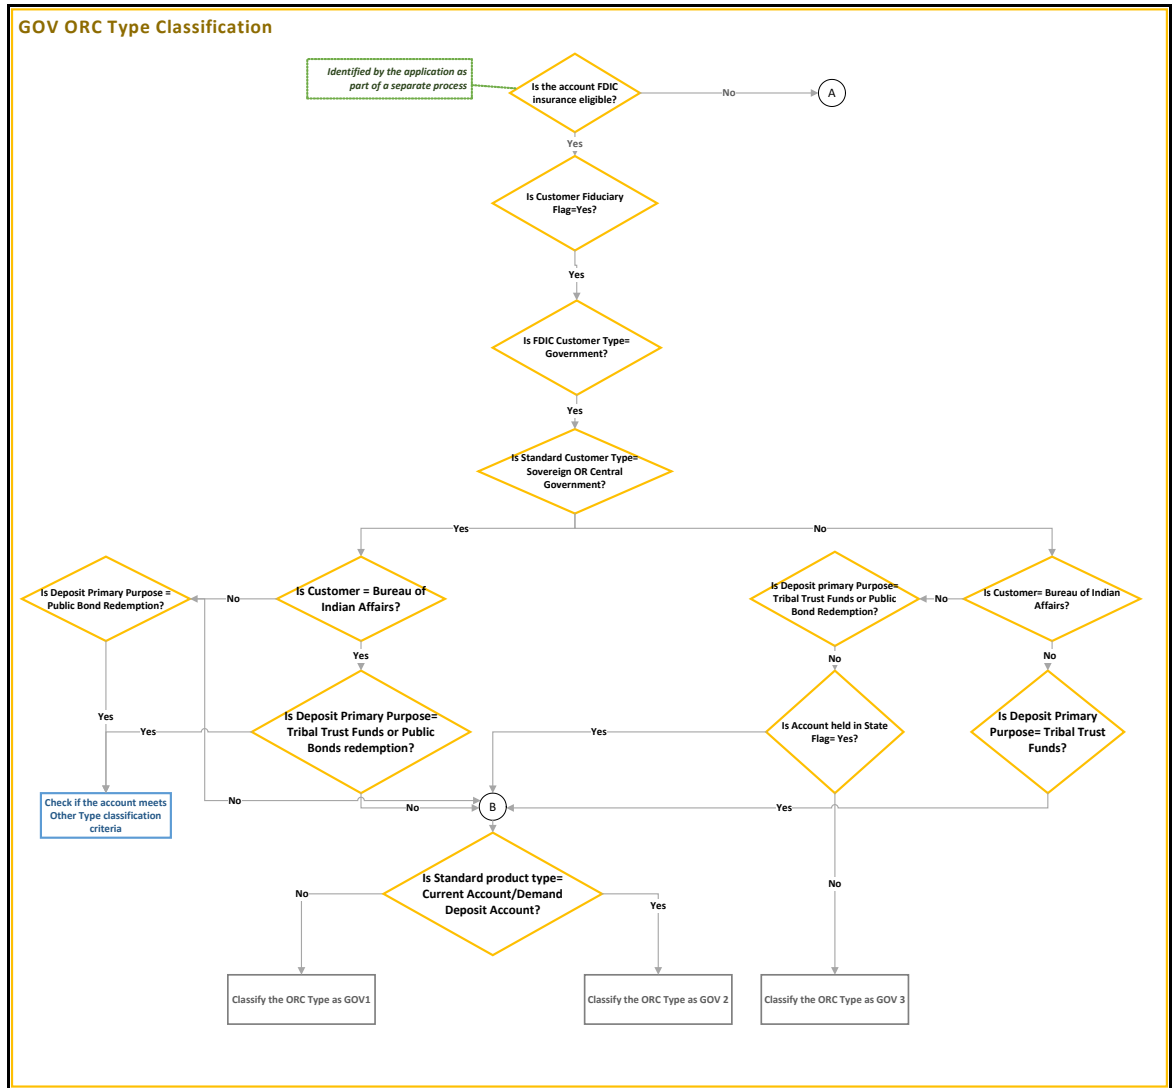 GOV ORC Type Classification
Identified by the application as
part of a separate process
Is the account FDIC
insurance eligible?
No
A
Yes
Is Customer Fiduciary
Flag=Yes?
Yes
Is FDIC Customer Type=
Government?
Yes
Is Standard Customer Type=
Sovereign OR Central
Government?
Yes
No
Is Deposit Primary Purpose =
Public Bond Redemption?
No
Is Customer = Bureau of
Indian Affairs?
Is Deposit primary Purpose=
Tribal Trust Funds or Public
Bond Redemption?
No
Is Customer= Bureau of Indian
Affairs?
Yes
No
No
Yes
Yes
Is Deposit Primary Purpose=
Tribal Trust Funds or Public
Bonds redemption?
Yes
Is Account held in State
Flag= Yes?
Is Deposit Primary
Purpose= Tribal Trust
Funds?
Check if the account meets
Other Type classification
criteria
No
No
B
Yes
Is Standard product type=
Current Account/Demand
Deposit Account?
No
Yes
No
Classify the ORC Type as GOV1
Classify the ORC Type as GOV 2
Classify the ORC Type as GOV 3